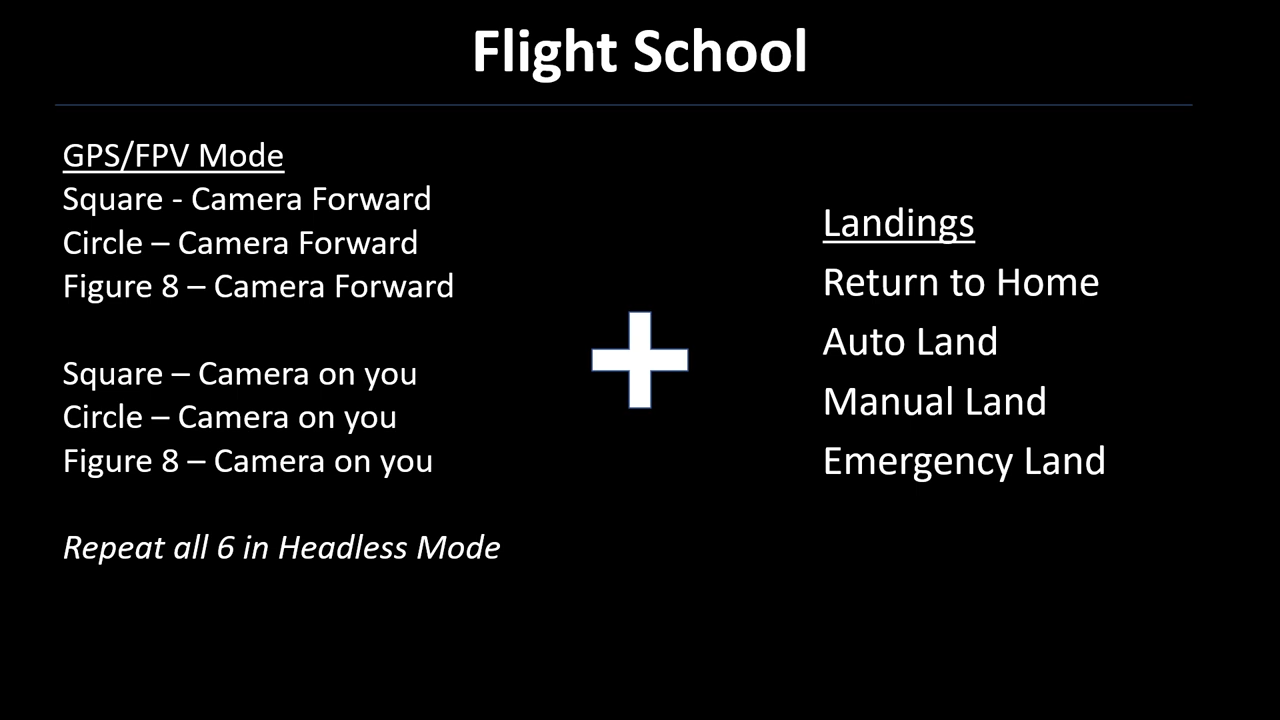 Flight School
GPS/FPV Mode
Square - Camera Forward
Circle – Camera Forward
Figure 8 – Camera Forward
Square – Camera on you
Circle – Camera on you
Figure 8 – Camera on you
Repeat all 6 in Headless Mode
Landings
Return to Home
Auto Land
Manual Land
Emergency Land